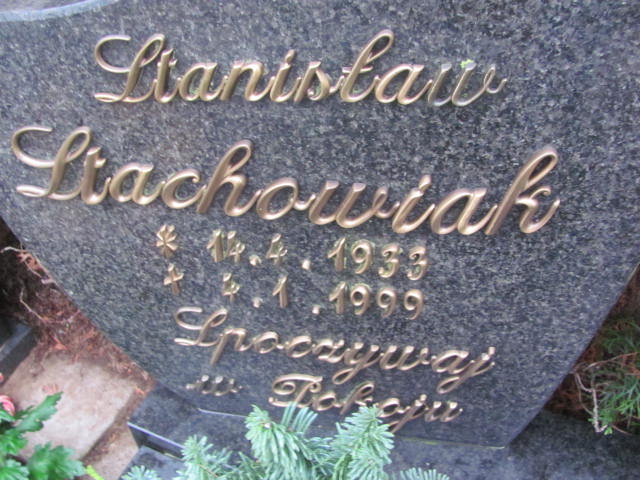 Stanisław
Stachowiak
* 14.4.1933
† 4.1.1999
Spoczywaj
w Pokoju